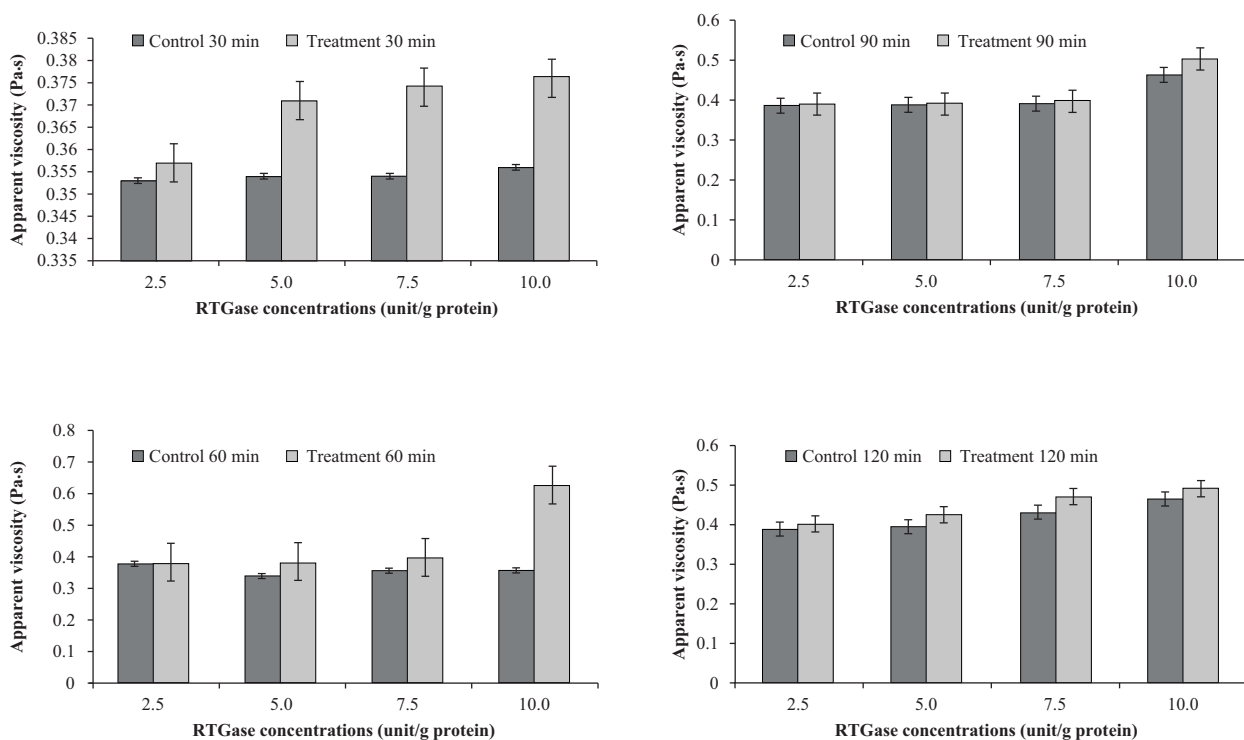 Apparent viscosity (Pa·s)
Control 30 min Treatment 30 min
0.385
0.38
0.375
0.37
0.365
0.36
0.355
0.35
0.345
0.34
0.335
2.5 5.0 7.5 10.0
RTGase concentrations (unit/g protein)
Apparent viscosity (Pa·s)
Control 90 min Treatment 90 min
0.6
0.5
0.4
0.3
0.2
0.1
0
2.5 5.0 7.5 10.0
RTGase concentrations (unit/g protein)
Apparent viscosity (Pa·s)
Control 60 min Treatment 60 min
0.8
0.7
0.6
0.5
0.4
0.3
0.2
0.1
0
2.5 5.0 7.5 10.0
RTGase concentrations (unit/g protein)
Apparent viscosity (Pa·s)
Control 120 min Treatment 120 min
0.6
0.5
0.4
0.3
0.2
0.1
0
2.5 5.0 7.5 10.0
RTGase concentrations (unit/g protein)